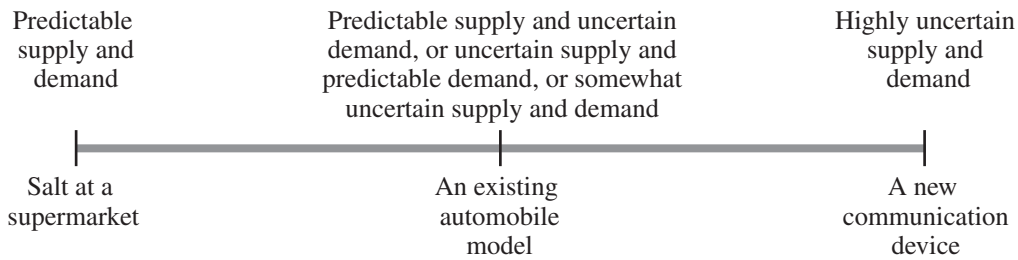 Predictable
supply and
demand
Predictable supply and uncertain
demand, or uncertain supply and
predictable demand, or somewhat
uncertain supply and demand
Highly uncertain
supply and
demand
Salt at a
supermarket
An existing
automobile
model
A new
communication
device